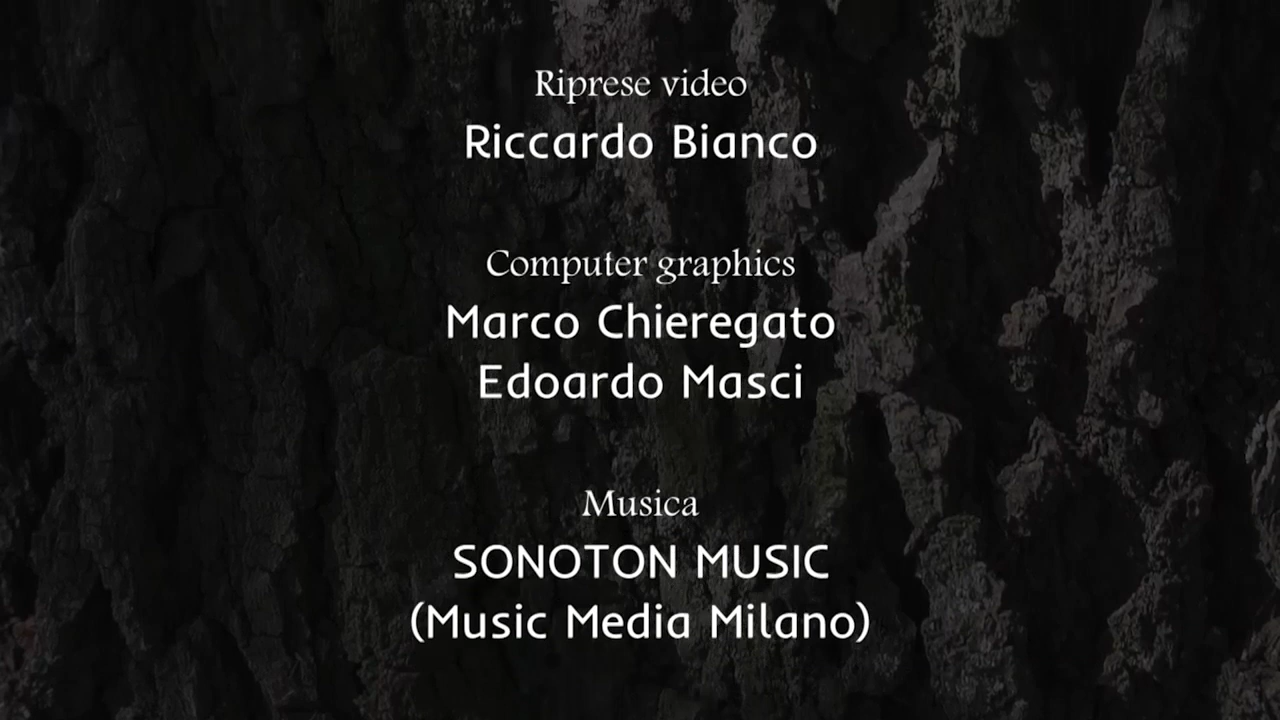 Riprese video
Riccardo Bianco
Computer graphics
Marco Chieregato
Edoardo Masci
Musica
SONOTON MUSIC
(Music Media Milano)